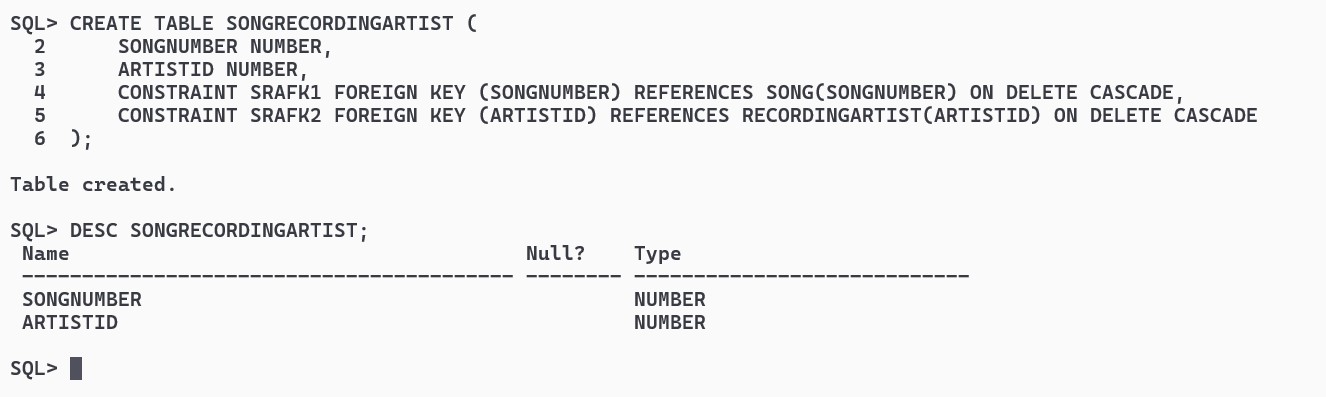 SQL> CREATE TABLE SONGRECORDINGARTIST (
  2      SONGNUMBER NUMBER,
  3      ARTISTID NUMBER,
  4      CONSTRAINT SRAFK1 FOREIGN KEY (SONGNUMBER) REFERENCES SONG(SONGNUMBER) ON DELETE CASCADE,
  5      CONSTRAINT SRAFK2 FOREIGN KEY (ARTISTID) REFERENCES RECORDINGARTIST(ARTISTID) ON DELETE CASCADE
  6  );
Table created.
SQL> DESC SONGRECORDINGARTIST;
 Name                                      Null?    Type
 ----------------------------------------- -------- ----------------------------
 SONGNUMBER                                         NUMBER
 ARTISTID                                           NUMBER
SQL>